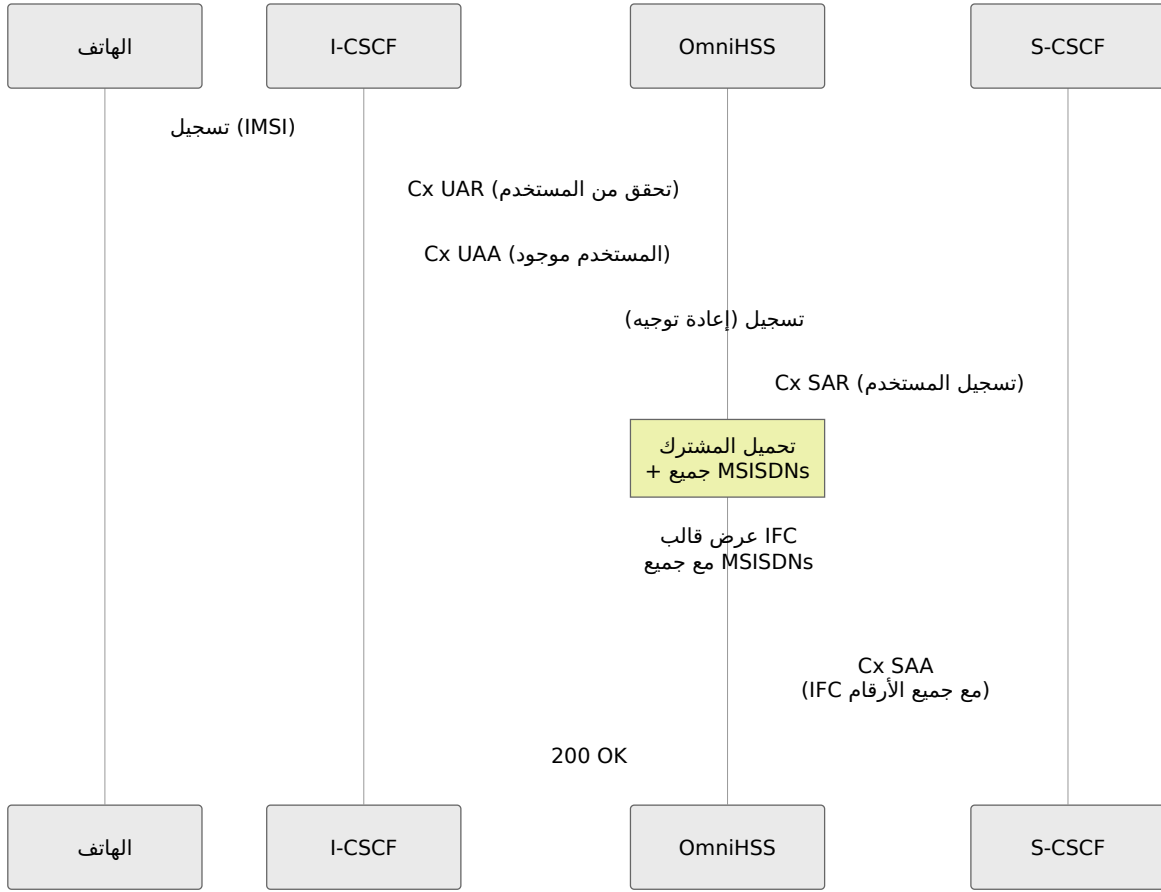 الهاتف
I-CSCF
OmniHSS
S-CSCF
تسجيل (IMSI)
Cx UAR (تحقق من المستخدم)
Cx UAA (المستخدم موجود)
تسجيل (إعادة توجيه)
Cx SAR (تسجيل المستخدم)
تحميل المشترك
+ جميع MSISDNs
عرض قالب IFC
مع جميع MSISDNs
Cx SAA
(IFC مع جميع الأرقام)
200 OK
الهاتف
I-CSCF
OmniHSS
S-CSCF